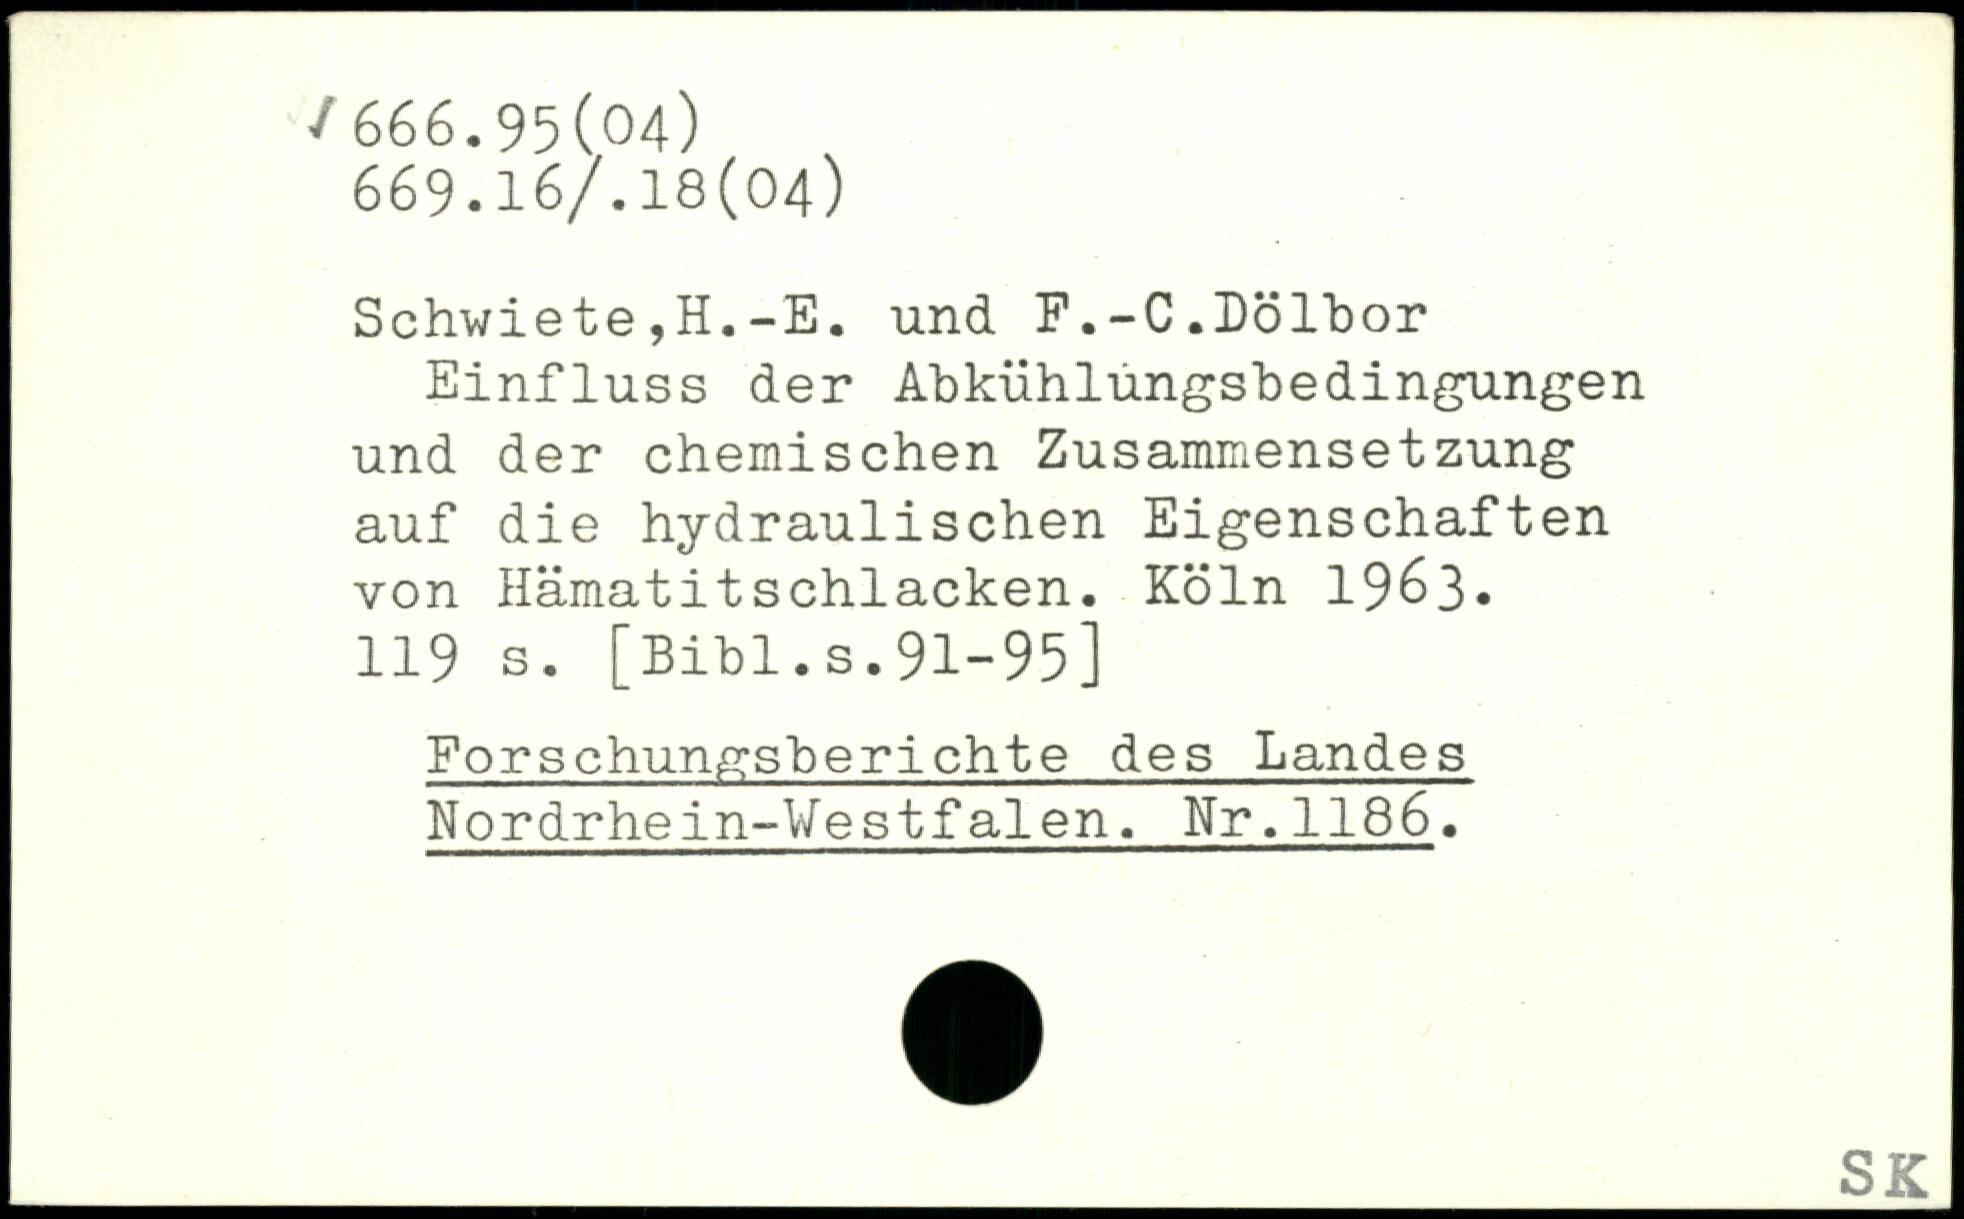 666.95(04)
669.16/.18(04)
Schwiete,H.-E. und F.-C.Dölbor
Einfluss der Abkühlungsbedingungen
und der chemischen Zusammensetzung
auf die hydraulischen Eigenschaften
von Hämatitschlacken. Köln 1963.
119 s. [Bibl.s.91-95]
Forschungsberichte des Landes
Nordrhein-Westfalen. Nr.1186.
SK